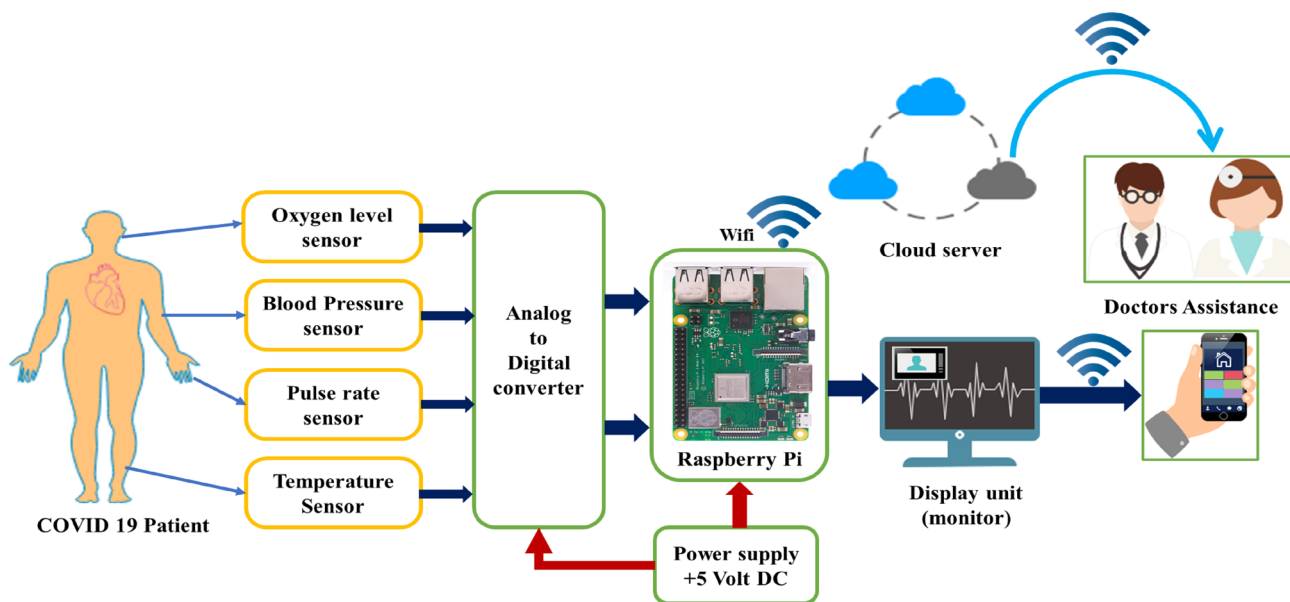 Oxygen level
sensor
Blood Pressure
sensor
Pulse rate
sensor
Temperature
Sensor
COVID 19 Patient
Analog
to
Digital
converter
Wifi
Raspberry Pi
Power supply
+5 Volt DC
Cloud server
Doctors Assistance
Display unit
(monitor)